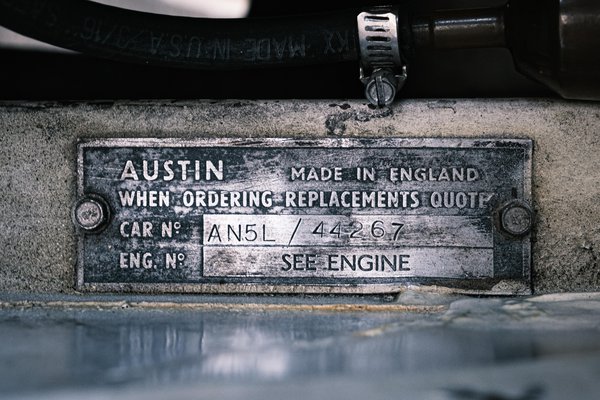 MADE IN U.S.A
AUSTIN MADE IN ENGLAND
WHEN ORDERING REPLACEMENTS QUOTE
CAR Nº AN5L / 44267
ENG. Nº SEE ENGINE